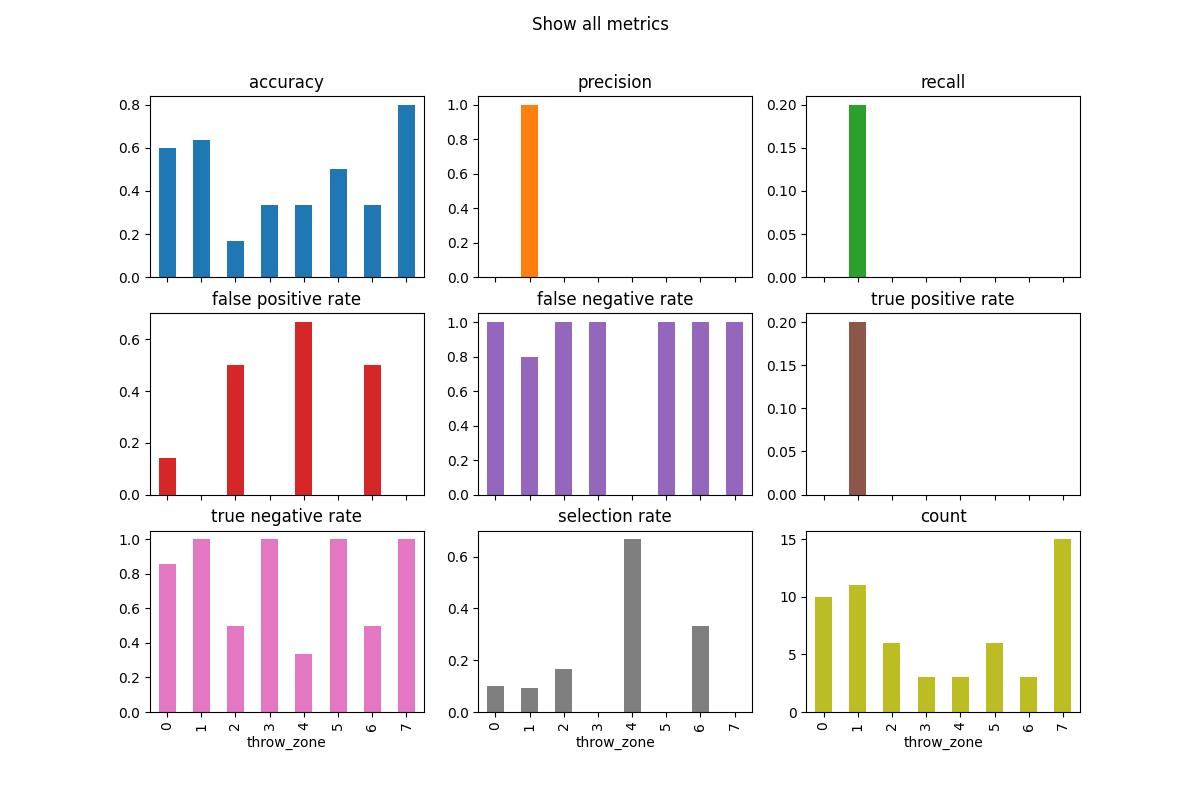 Show all metrics
accuracy
0.8
0.6
0.4
0.2
0.0
precision
1.0
0.8
0.6
0.4
0.2
0.0
recall
0.20
0.15
0.10
0.05
0.00
false positive rate
0.6
0.4
0.2
0.0
false negative rate
1.0
0.8
0.6
0.4
0.2
0.0
true positive rate
0.20
0.15
0.10
0.05
0.00
true negative rate
1.0
0.8
0.6
0.4
0.2
0.0
0 1 2 3 4 5 6 7
throw_zone
selection rate
0.6
0.4
0.2
0.0
0 1 2 3 4 5 6 7
throw_zone
count
15
10
5
0
0 1 2 3 4 5 6 7
throw_zone